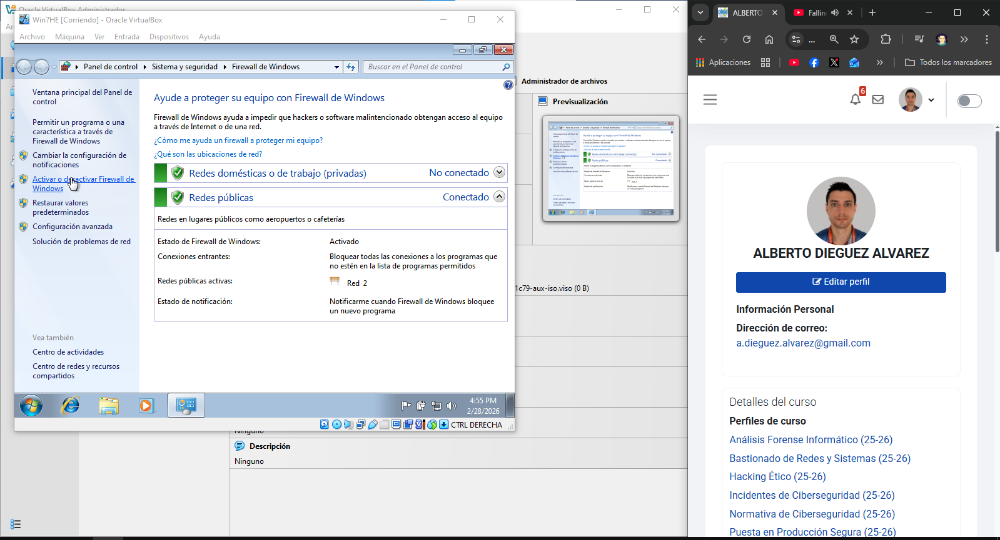 Oracle VirtualBox Administrador
Win7HE [Corriendo] - Oracle VirtualBox
Archivo Máquina Ver Entrada Dispositivos Ayuda
Panel de control Sistema y seguridad Firewall de Windows
Buscar en el Panel de control
Ventana principal del Panel de
control
Permitir un programa o una
característica a través de
Firewall de Windows
Cambiar la configuración de
notificaciones
Activar o desactivar Firewall de
Windows
Restaurar valores
predeterminados
Configuración avanzada
Solución de problemas de red
Vea también
Centro de actividades
Centro de redes y recursos
compartidos
Ayude a proteger su equipo con Firewall de Windows
Firewall de Windows ayuda a impedir que hackers o software malintencionado obtengan acceso al equipo
a través de Internet o de una red.
¿Cómo me ayuda un firewall a proteger mi equipo?
¿Qué son las ubicaciones de red?
Redes domésticas o de trabajo (privadas) No conectado
Redes públicas Conectado
Redes en lugares públicos como aeropuertos o cafeterías
Estado de Firewall de Windows: Activado
Conexiones entrantes: Bloquear todas las conexiones a los programas que
no estén en la lista de programas permitidos
Redes públicas activas: Red 2
Estado de notificación: Notificarme cuando Firewall de Windows bloquee
un nuevo programa
4:55 PM
2/28/2026
CTRL DERECHA
Administrador de archivos
Previsualización
1c79-aux-iso.viso (0 B)
Ninguno
Descripción
Ninguno
ALBERTO
Fallin
...
Aplicaciones
Todos los marcadores
6
ALBERTO DIEGUEZ ALVAREZ
Editar perfil
Información Personal
Dirección de correo:
a.dieguez.alvarez@gmail.com
Detalles del curso
Perfiles de curso
Análisis Forense Informático (25-26)
Bastionado de Redes y Sistemas (25-26)
Hacking Ético (25-26)
Incidentes de Ciberseguridad (25-26)
Normativa de Ciberseguridad (25-26)
Puesta en Producción Segura (25-26)